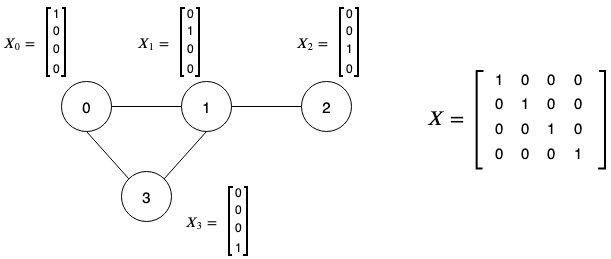 X₀ = [1 0 0 0]
X₁ = [0 1 0 0]
X₂ = [0 0 1 0]
0
1
2
3
X₃ = [0 0 0 1]
X =
1 0 0 0
0 1 0 0
0 0 1 0
0 0 0 1